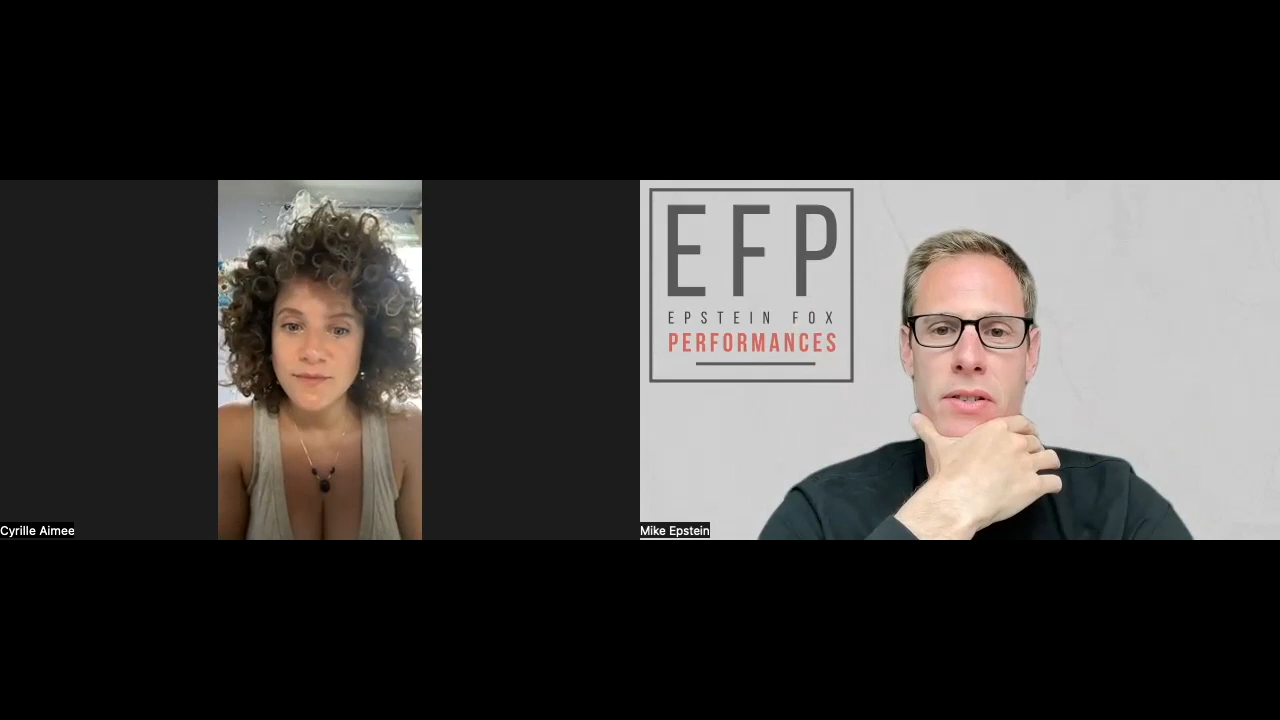 EFP
EPSTEIN FOX
PERFORMANCES
Cyrille Aimee
Mike Epstein